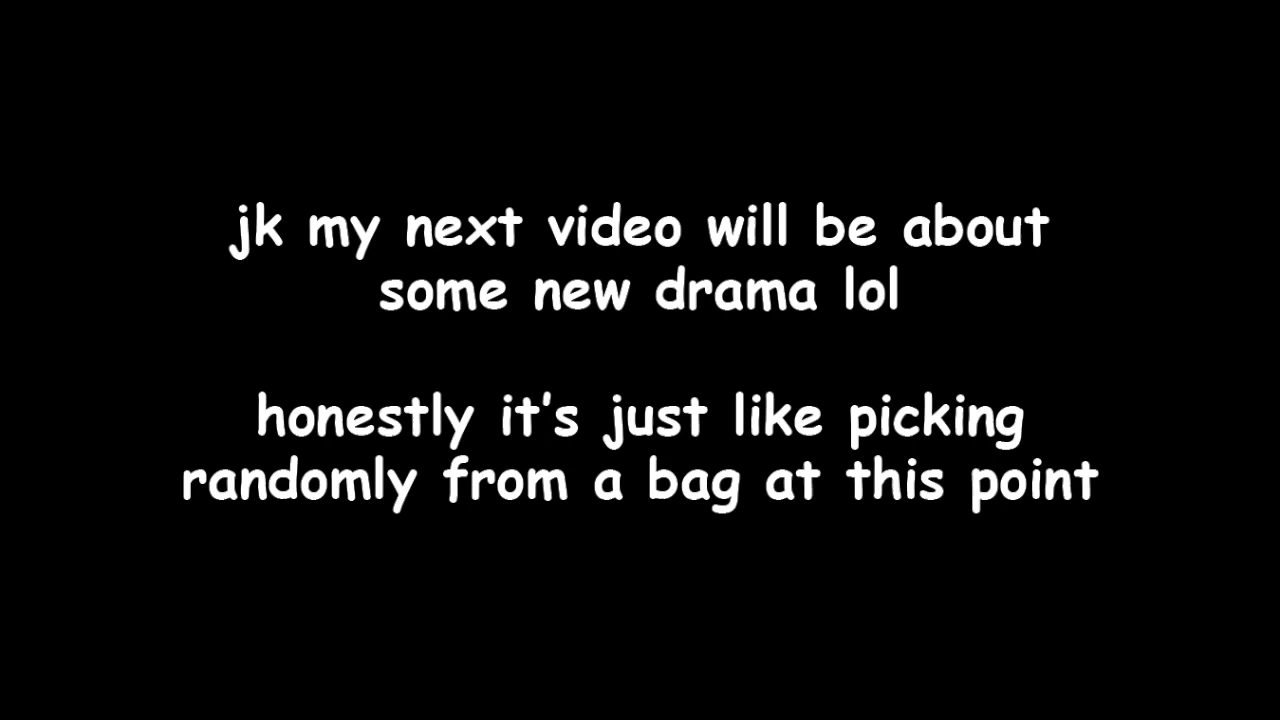 jk my next video will be about
some new drama lol
honestly it's just like picking
randomly from a bag at this point